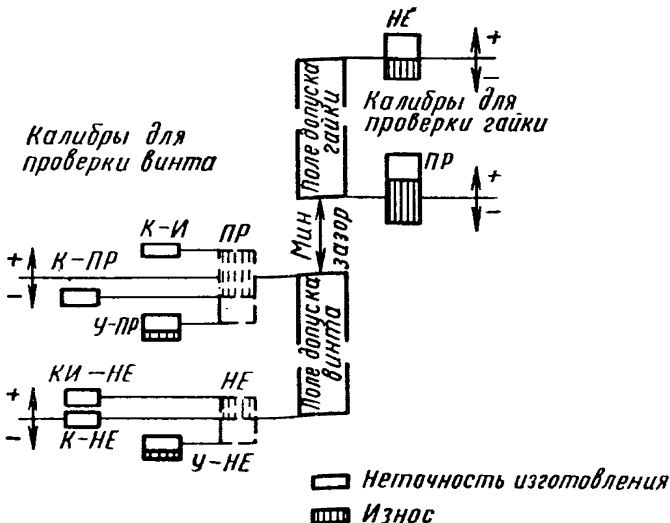 НЕ
+
−
Калибры для
проверки гайки
Поле допуска
гайки
ПР
+
−
Калибры для
проверки винта
К-И
ПР
К-ПР
+
−
У-ПР
Мин
зазор
Поле допуска
винта
КИ-НЕ
НЕ
+
−
К-НЕ
У-НЕ
Неточность изготовления
Износ